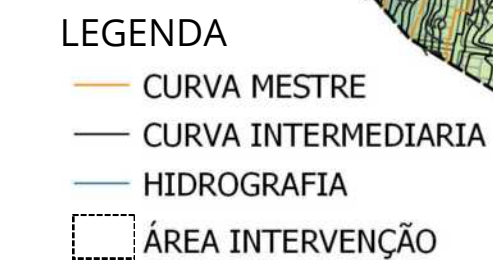 LEGENDA
CURVA MESTRE
CURVA INTERMEDIARIA
HIDROGRAFIA
ÁREA INTERVENÇÃO